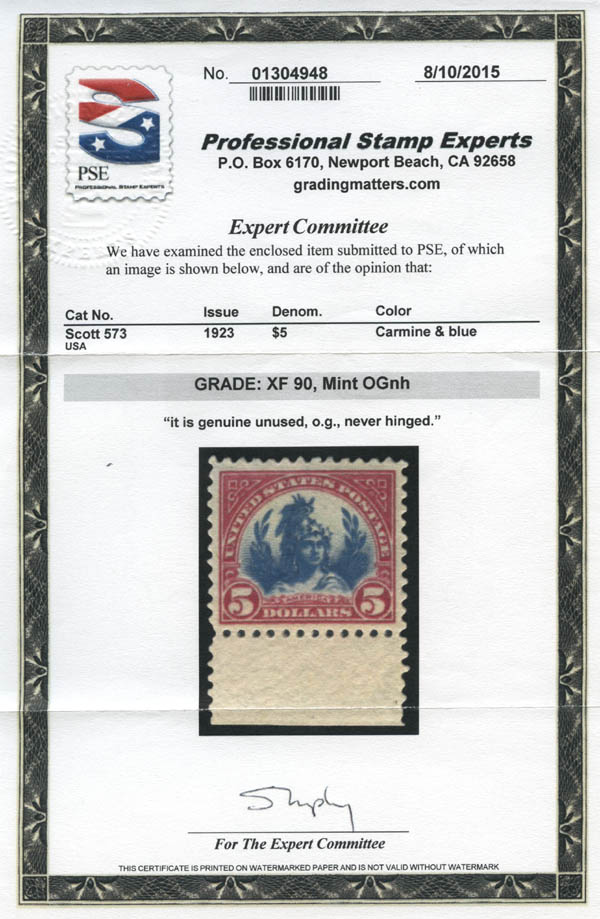 No. 01304948 8/10/2015
PSE
PROFESSIONAL STAMP EXPERTS
Professional Stamp Experts
P.O. Box 6170, Newport Beach, CA 92658
gradingmatters.com
Expert Committee
We have examined the enclosed item submitted to PSE, of which
an image is shown below, and are of the opinion that:
Cat No. Issue Denom. Color
Scott 573 1923 $5 Carmine & blue
USA
GRADE: XF 90, Mint OGnh
“it is genuine unused, o.g., never hinged.”
UNITED STATES POSTAGE
AMERICA
5 DOLLARS 5
For The Expert Committee
THIS CERTIFICATE IS PRINTED ON WATERMARKED PAPER AND IS NOT VALID WITHOUT WATERMARK